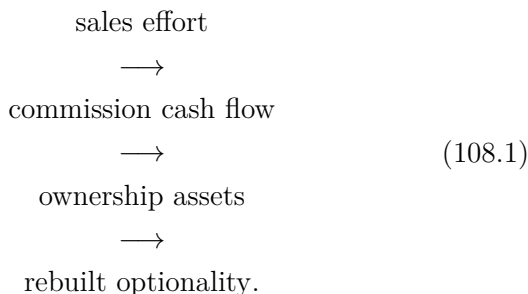 sales effort
⟶
commission cash flow
⟶ (108.1)
ownership assets
⟶
rebuilt optionality.